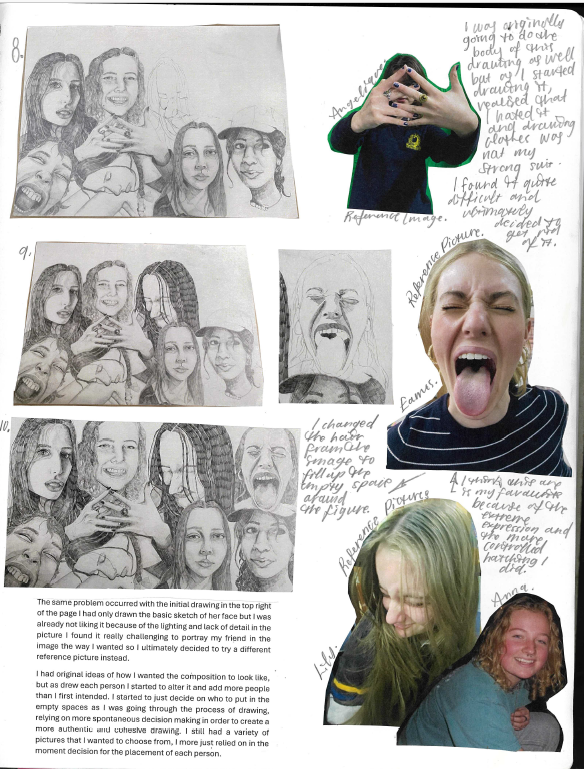 8.
Angelique.
I was originally
going to do the
body of this
drawing as well
but as I started
drawing it,
realised that
I hated it
and drawing
clothes was
not my
strong suit.
I found it quite
difficult and
ultimately
decided to
get rid
of it.
Reference Image.
9.
Reference Picture.
Eamus.
10.
I changed
the hair
from the
image to
fill up the
empty space
around
the figure.
I think this one
is my favourite
because of the
extreme
expression and
the more
controlled
hatching I
did.
Reference Pictures
Lily.
Anna.
The same problem occurred with the initial drawing in the top right
of the page I had only drawn the basic sketch of her face but I was
already not liking it because of the lighting and lack of detail in the
picture I found it really challenging to portray my friend in the
image the way I wanted so I ultimately decided to try a different
reference picture instead.
I had original ideas of how I wanted the composition to look like,
but as drew each person I started to alter it and add more people
than I first intended. I started to just decide on who to put in the
empty spaces as I was going through the process of drawing,
relying on more spontaneous decision making in order to create a
more authentic and cohesive drawing. I still had a variety of
pictures that I wanted to choose from, I more just relied on in the
moment decision for the placement of each person.